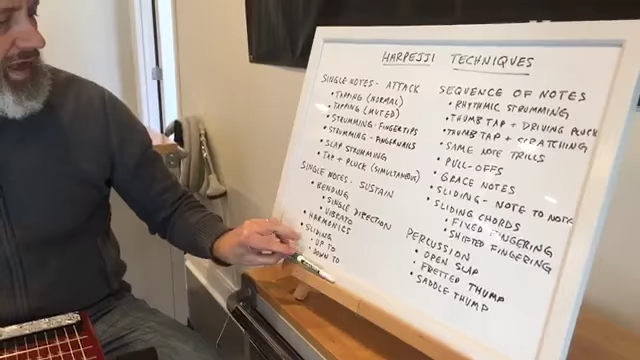 HARPEJJI TECHNIQUES
SINGLE NOTES - ATTACK
• TAPPING (NORMAL)
• TAPPING (MUTED)
• STRUMMING - FINGERTIPS
• STRUMMING - FINGERNAILS
• SLAP STRUMMING
• TAP + PLUCK (SIMULTANEOUS)
SINGLE NOTES: SUSTAIN
• BENDING
• SINGLE DIRECTION
• VIBRATO
• HARMONICS
• SLIDING
• UP TO
• DOWN TO
SEQUENCE OF NOTES
• RHYTHMIC STRUMMING
• THUMB TAP + DRIVING PLUCK
• THUMB TAP + SCRATCHING
• SAME NOTE TRILLS
• PULL-OFFS
• GRACE NOTES
• SLIDING - NOTE TO NOTE
• SLIDING CHORDS
• FIXED FINGERING
• SHIFTED FINGERING
PERCUSSION
• OPEN SLAP
• FRETTED THUMP
• SADDLE THUMP